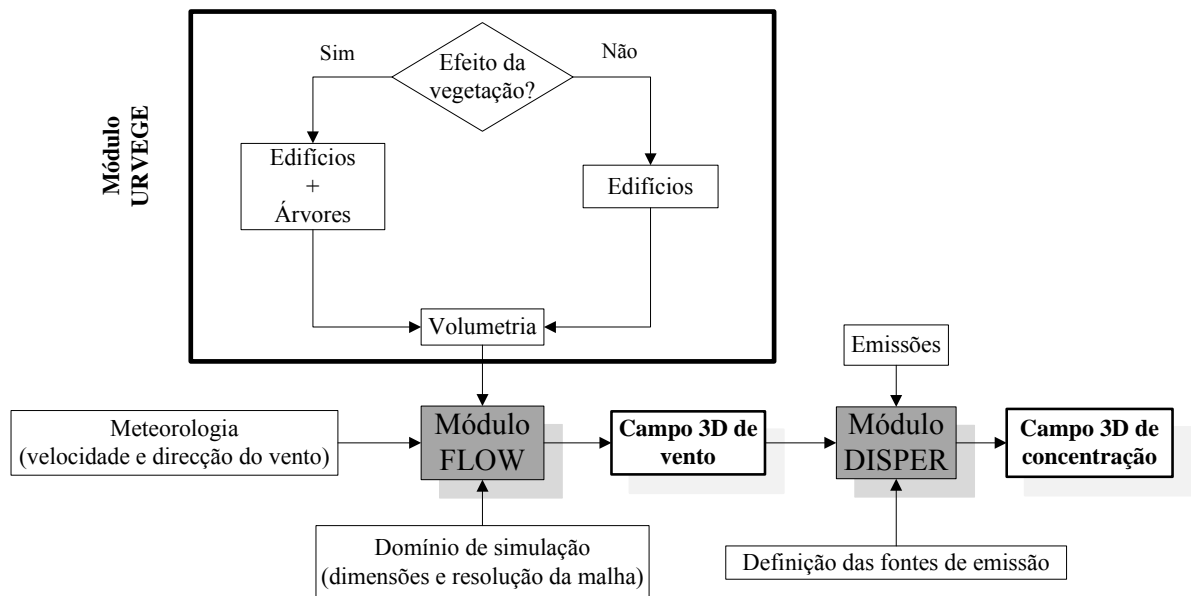 Módulo
URVEGE
Sim
Efeito da
vegetação?
Não
Edifícios
+
Árvores
Edifícios
Volumetria
Emissões
Meteorologia
(velocidade e direcção do vento)
Módulo
FLOW
Campo 3D de
vento
Módulo
DISPER
Campo 3D de
concentração
Domínio de simulação
(dimensões e resolução da malha)
Definição das fontes de emissão